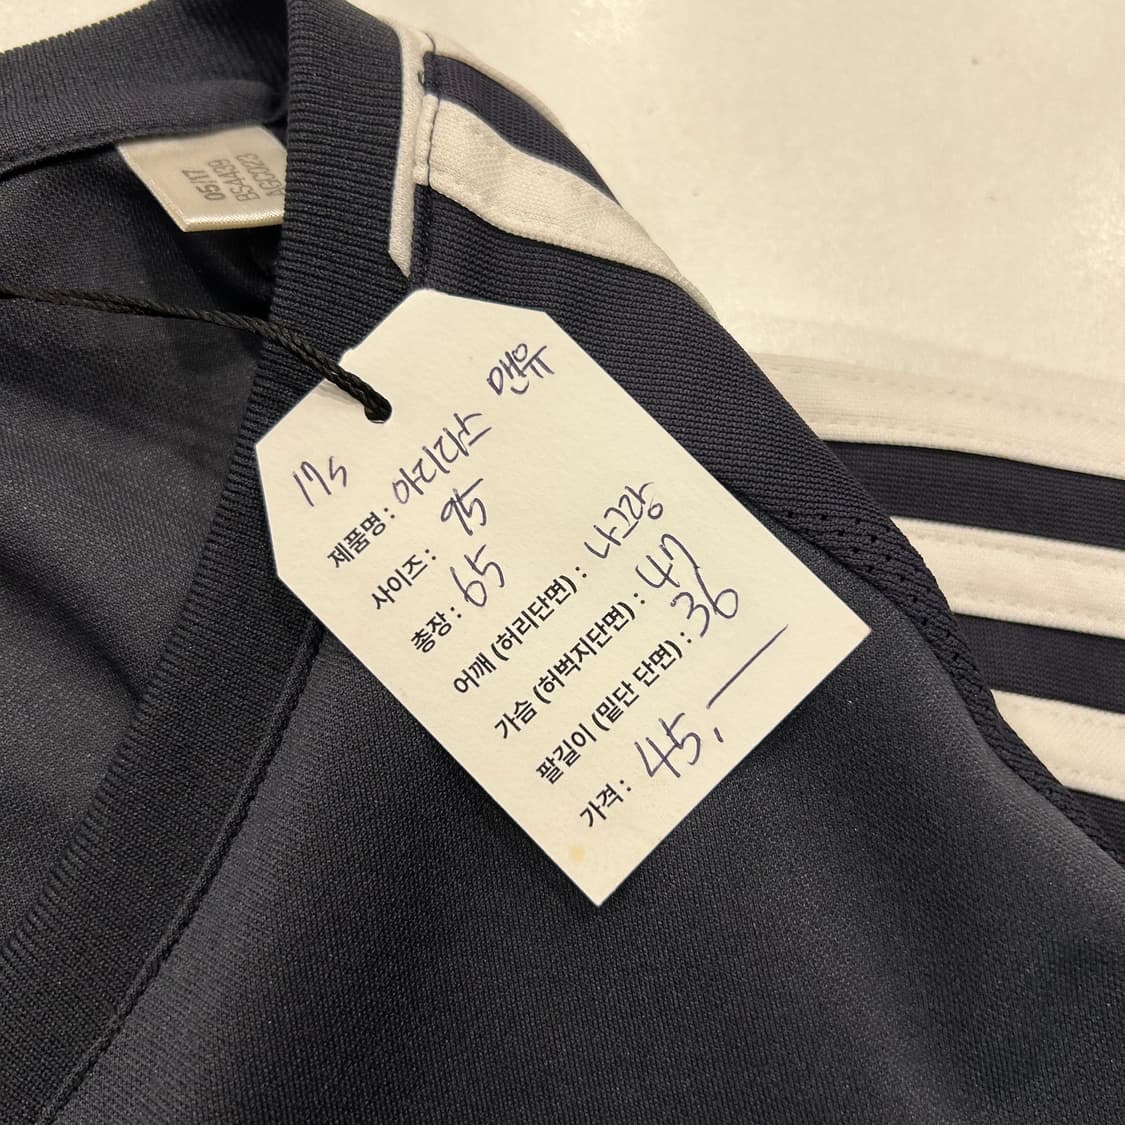 05/17
BS4439
AGC2023
17s
제품명 : 아디다스 맨유
사이즈 : 95
총장 : 65
어깨 (허리단면) : 나그랑
가슴 (허벅지단면) : 47
팔길이 (밑단 단면) : 36
가격 : 45,